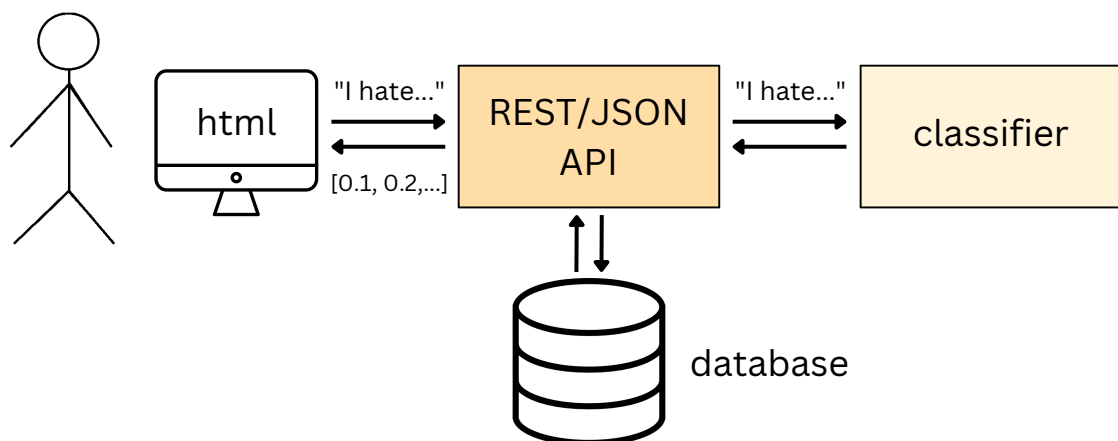 html
"I hate..."
[0.1, 0.2,...]
REST/JSON
API
"I hate..."
classifier
database